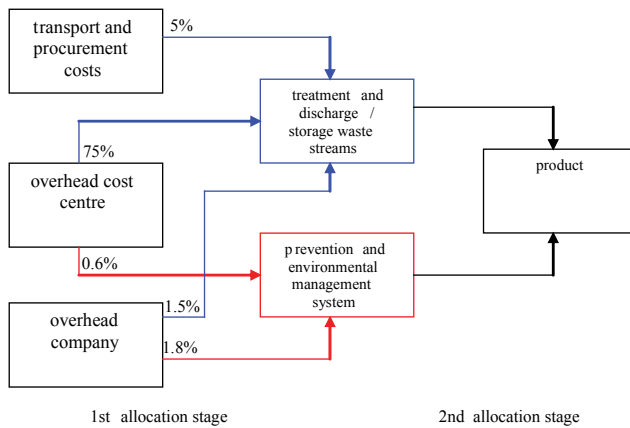 transport and
procurement
costs
5%
treatment and
discharge /
storage waste
streams
75%
overhead cost
centre
product
0.6%
prevention and
environmental
management
system
overhead
company
1.5%
1.8%
1st allocation stage
2nd allocation stage